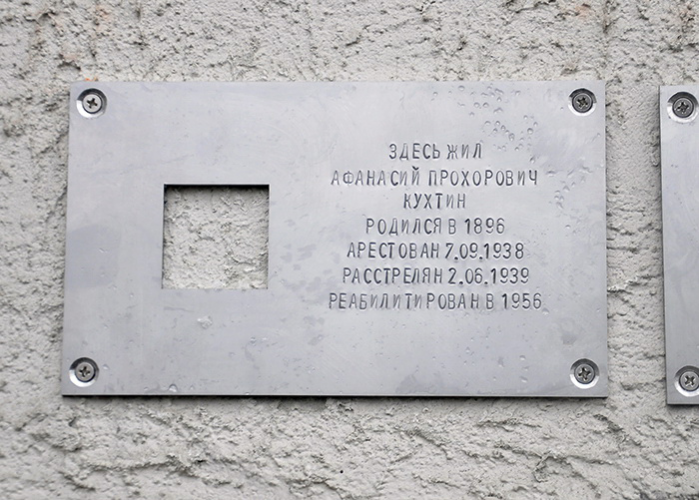 ЗДЕСЬ ЖИЛ
АФАНАСИЙ ПРОХОРОВИЧ
КУХТИН
РОДИЛСЯ В 1896
АРЕСТОВАН 7.09.1938
РАССТРЕЛЯН 2.06.1939
РЕАБИЛИТИРОВАН В 1956